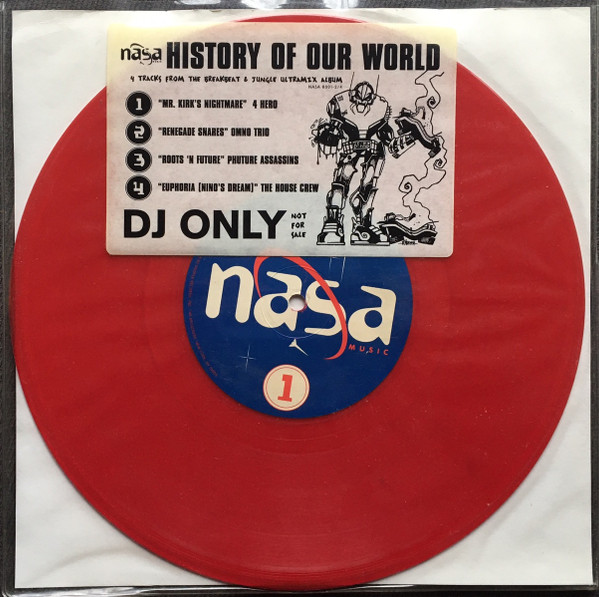 nasa HISTORY OF OUR WORLD
4 TRACKS FROM THE BREAKBEAT & JUNGLE ULTRAMIX ALBUM
1 "MR. KIRK'S NIGHTMARE" 4 HERO
2 "RENEGADE SNARES" OMNO TRIO
3 "ROOTS 'N FUTURE" PHUTURE ASSASSINS
4 "EUPHORIA (NINO'S DREAM)" THE HOUSE CREW
DJ ONLY NOT FOR SALE
nasa
MUSIC
1